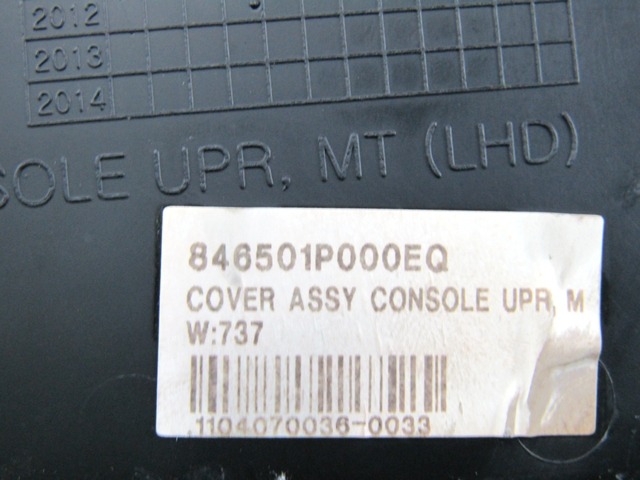 2012
2013
2014
SOLE UPR, MT (LHD)
846501P000EQ
COVER ASSY CONSOLE UPR, M
W:737
1104070036-0033